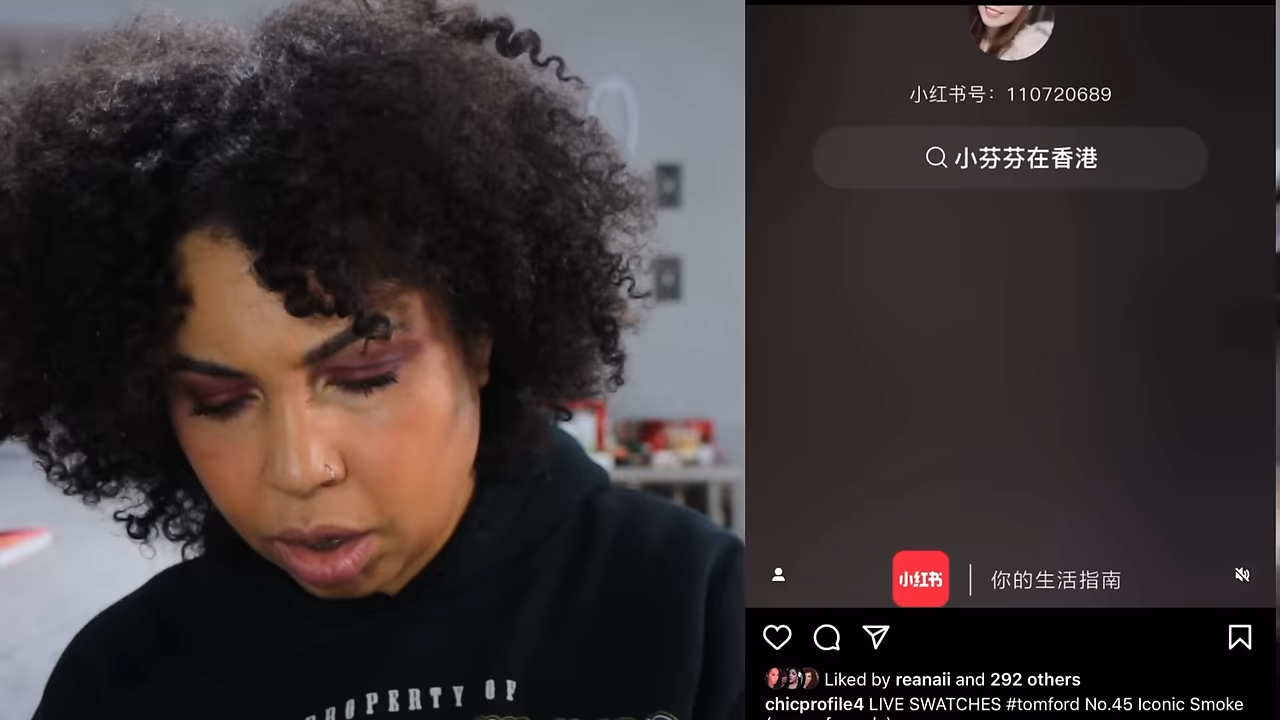 PROPERTY OF
小红书号：110720689
小芬芬在香港
小红书
你的生活指南
Liked by reanaii and 292 others
chicprofile4 LIVE SWATCHES #tomford No.45 Iconic Smoke